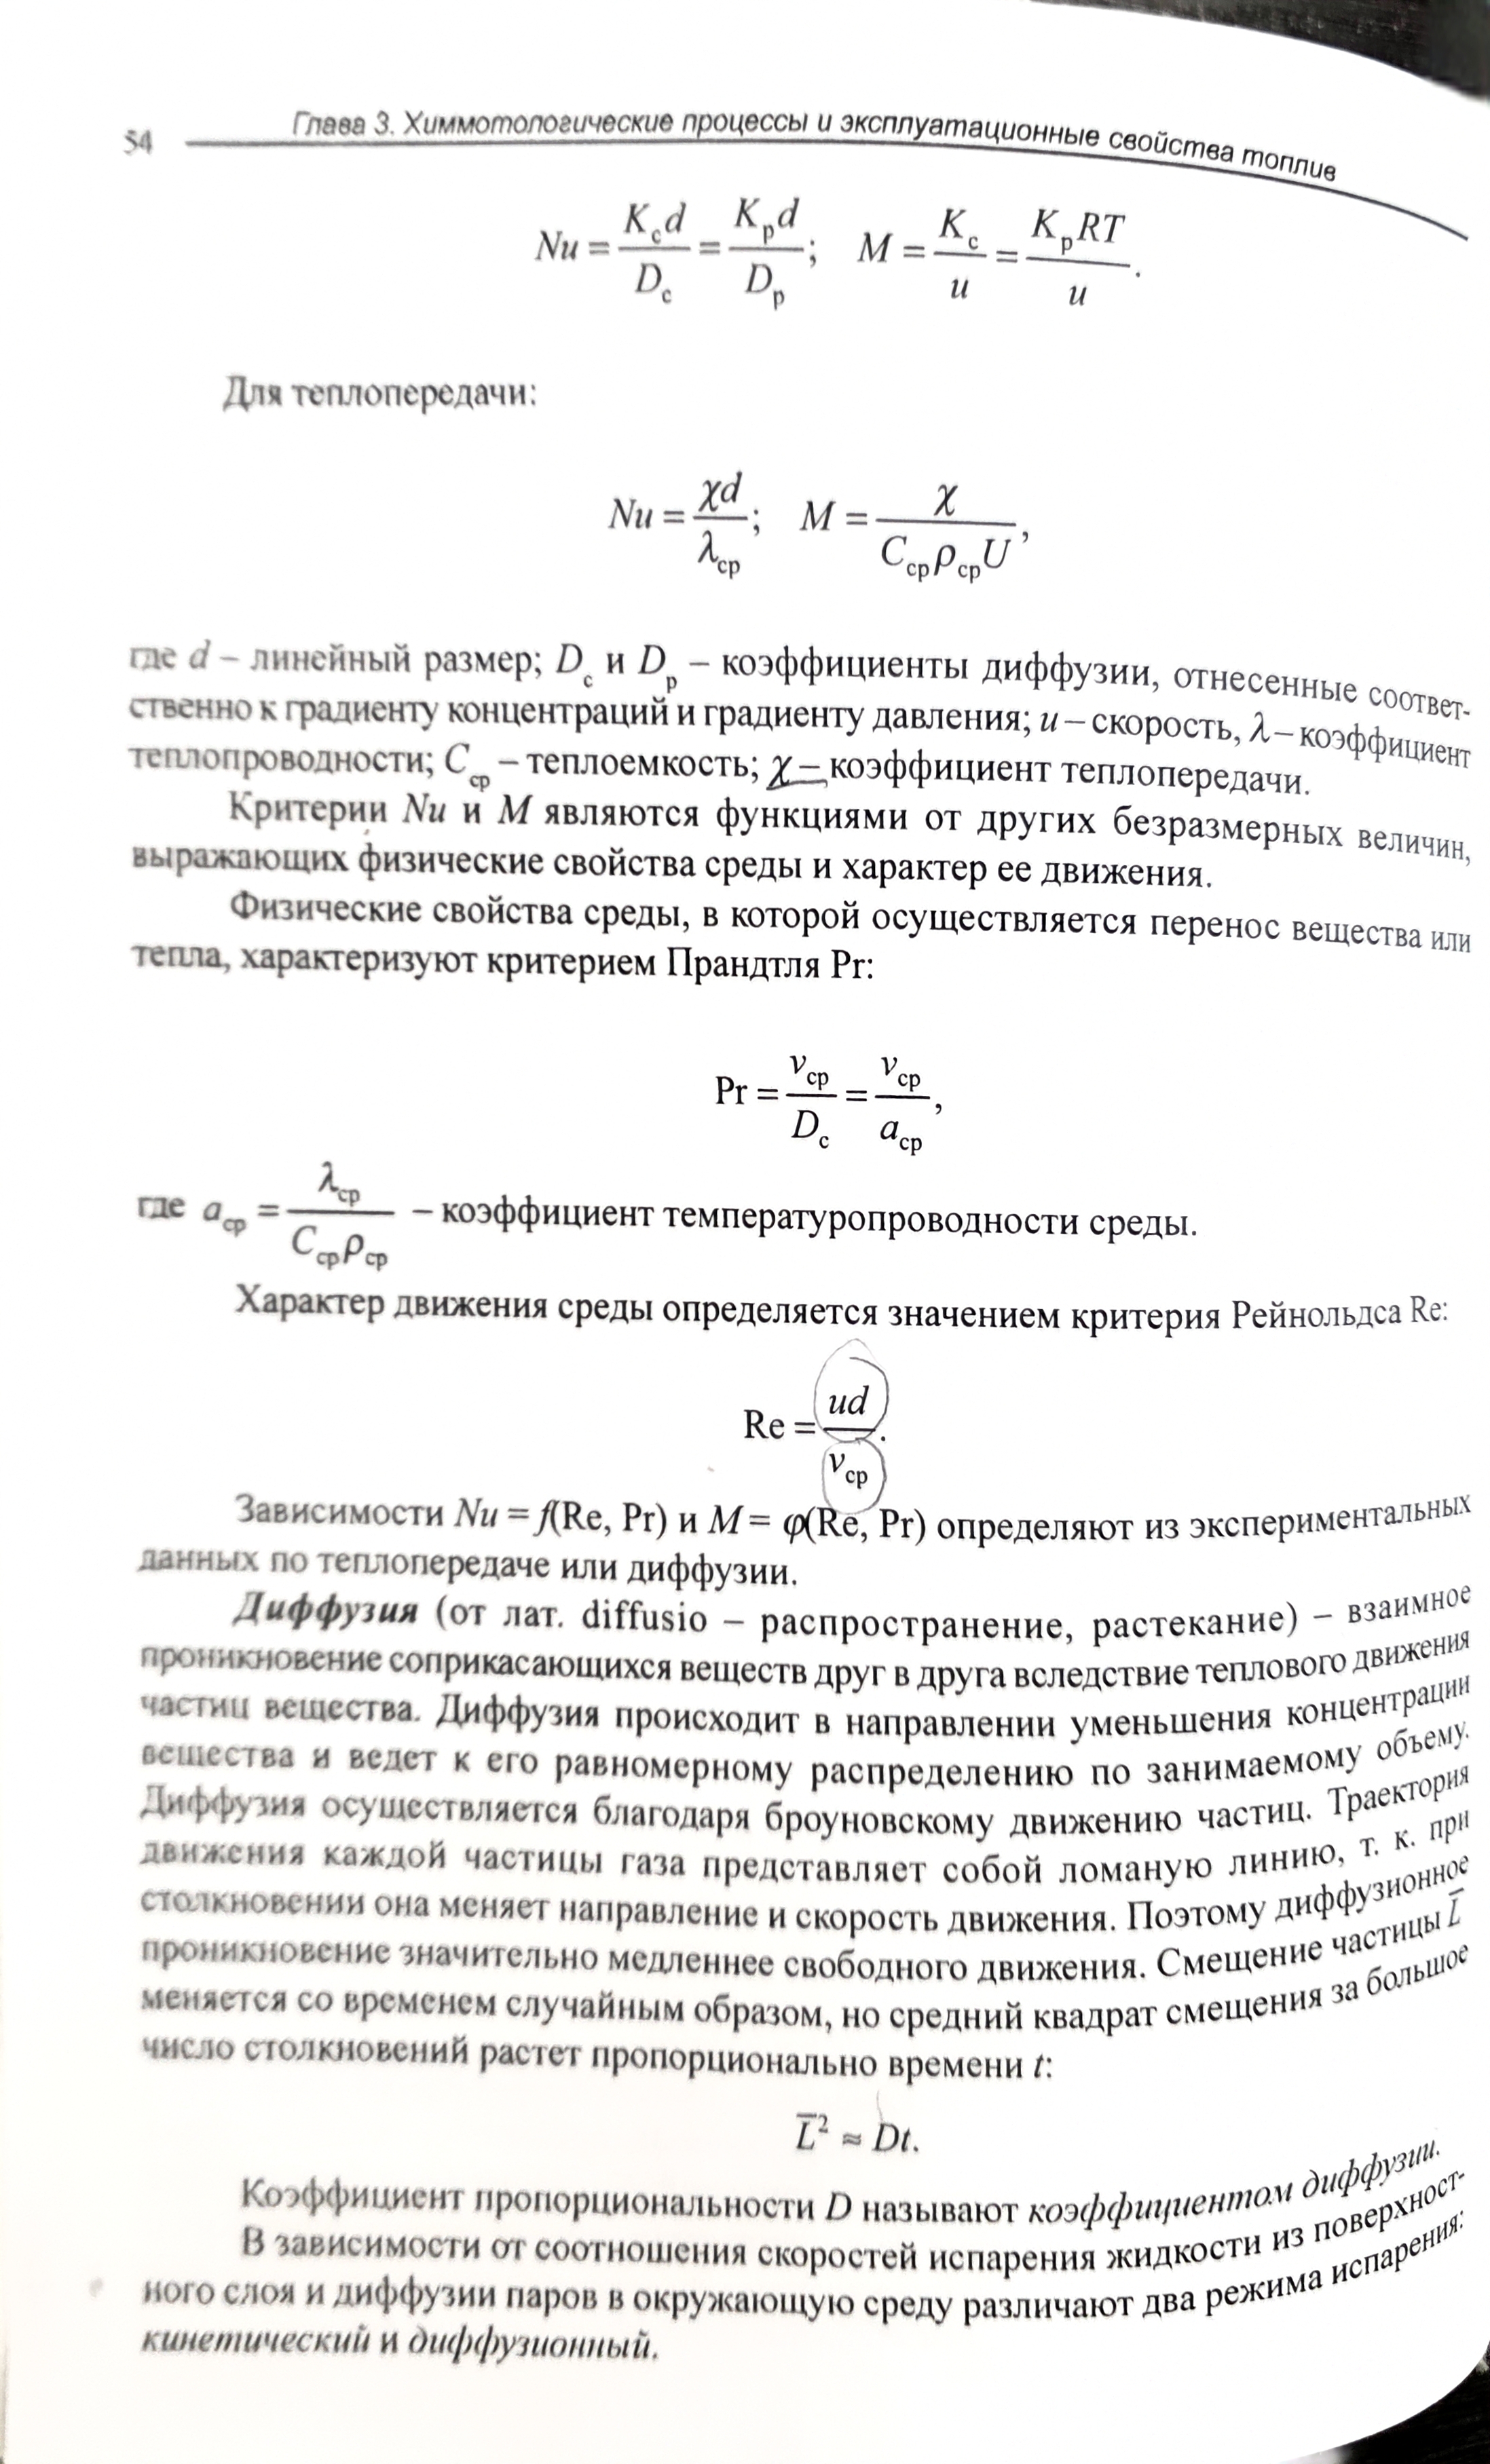 54
Глава 3. Химмотологические процессы и эксплуатационные свойства топлив
Nu = K_с d / D_с = K_р d / D_р; M = K_с / u = K_р RT / u.
Для теплопередачи:
Nu = χd / λ_ср; M = χ / C_ср ρ_ср U,
где d – линейный размер; D_с и D_р – коэффициенты диффузии, отнесенные соответ-
ственно к градиенту концентраций и градиенту давления; u – скорость, λ – коэффициент
теплопроводности; C_ср – теплоемкость; χ – коэффициент теплопередачи.
Критерии Nu и M являются функциями от других безразмерных величин,
выражающих физические свойства среды и характер ее движения.
Физические свойства среды, в которой осуществляется перенос вещества или
тепла, характеризуют критерием Прандтля Pr:
Pr = ν_ср / D_с = ν_ср / a_ср,
где a_ср = λ_ср / C_ср ρ_ср – коэффициент температуропроводности среды.
Характер движения среды определяется значением критерия Рейнольдса Re:
Re = ud / ν_ср.
Зависимости Nu = f(Re, Pr) и M = φ(Re, Pr) определяют из экспериментальных
данных по теплопередаче или диффузии.
Диффузия (от лат. diffusio – распространение, растекание) – взаимное
проникновение соприкасающихся веществ друг в друга вследствие теплового движения
частиц вещества. Диффузия происходит в направлении уменьшения концентрации
вещества и ведет к его равномерному распределению по занимаемому объему.
Диффузия осуществляется благодаря броуновскому движению частиц. Траектория
движения каждой частицы газа представляет собой ломаную линию, т. к. при
столкновении она меняет направление и скорость движения. Поэтому диффузионное
проникновение значительно медленнее свободного движения. Смещение частицы L̄
меняется со временем случайным образом, но средний квадрат смещения за большое
число столкновений растет пропорционально времени t:
L̄² ≈ Dt.
Коэффициент пропорциональности D называют коэффициентом диффузии.
В зависимости от соотношения скоростей испарения жидкости из поверхност-
ного слоя и диффузии паров в окружающую среду различают два режима испарения:
кинетический и диффузионный.